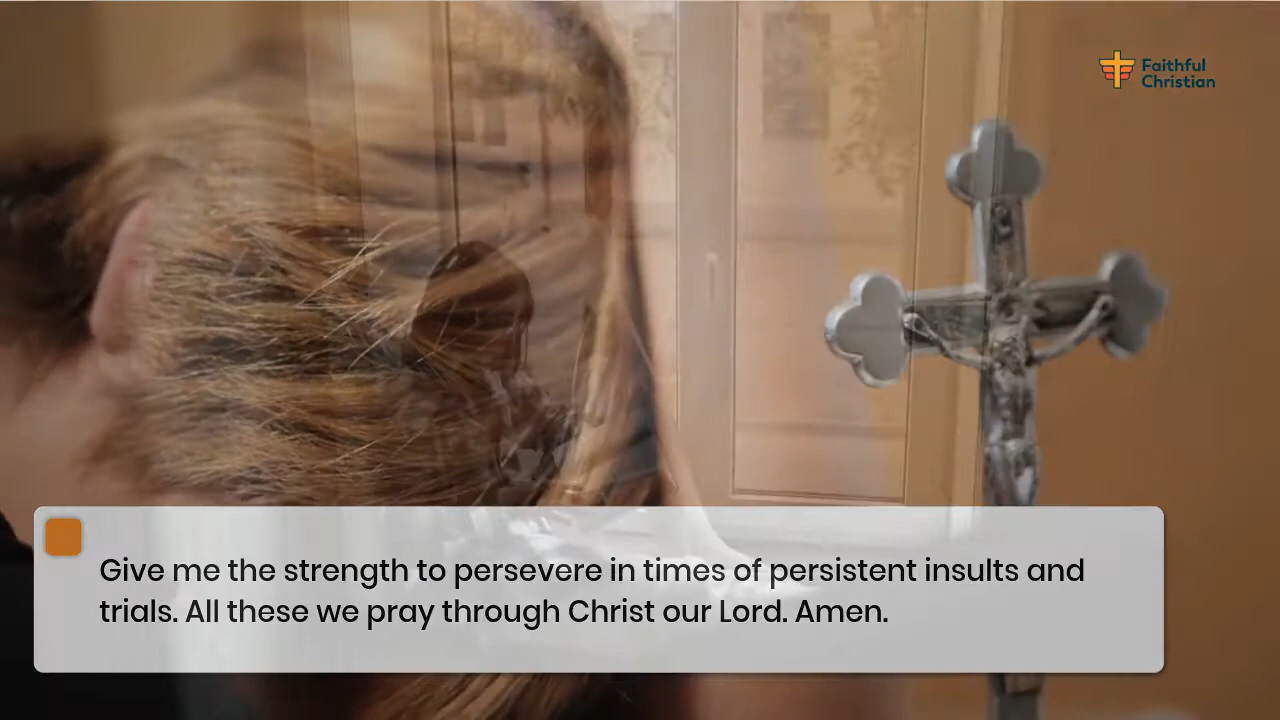 Faithful
Christian
Give me the strength to persevere in times of persistent insults and
trials. All these we pray through Christ our Lord. Amen.